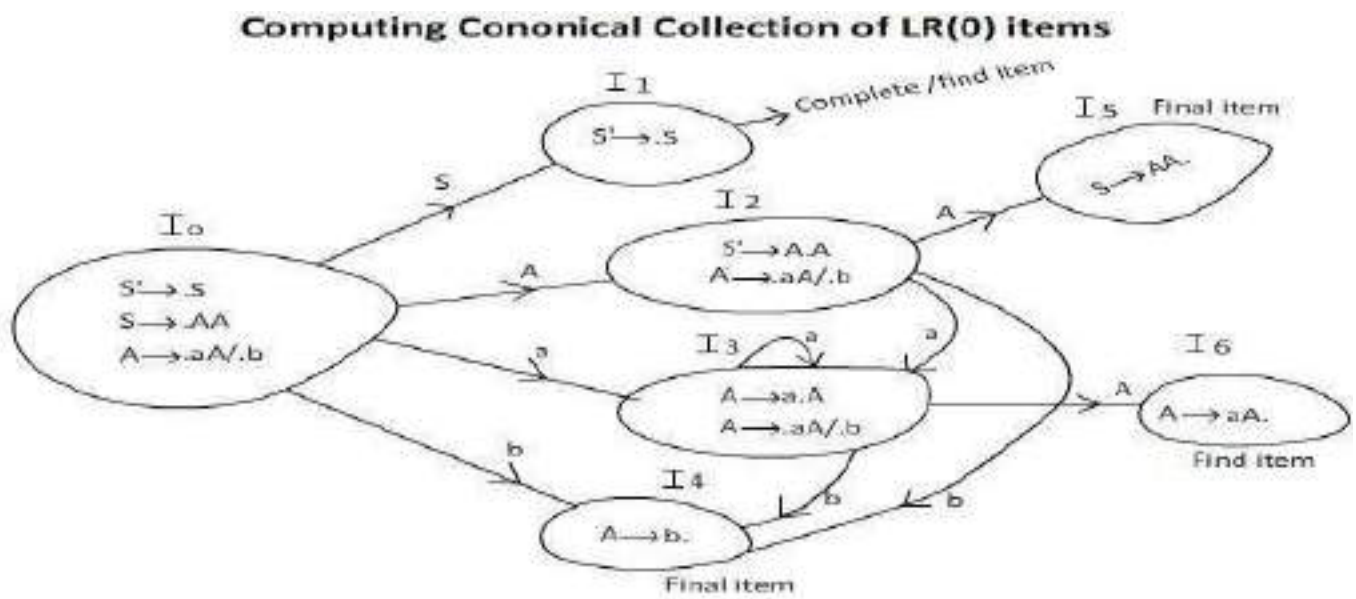 Computing Cononical Collection of LR(0) items
I1
S'→.S
Complete /find item
S
I5 Final item
S→AA.
A
I2
S'→A.A
A→.aA/.b
I0
S'→.S
S→.AA
A→.aA/.b
A
a
a
a
I3
A→a.A
A→.aA/.b
A
I6
A→aA.
Find item
b
b
b
I4
A→b.
Final item